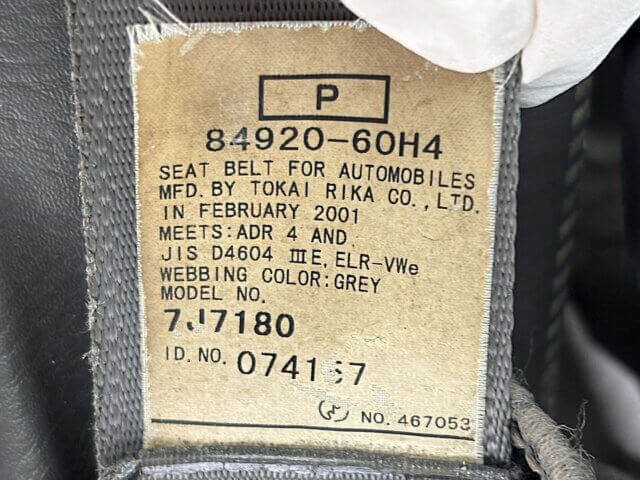 P
84920-60H4
SEAT BELT FOR AUTOMOBILES
MFD. BY TOKAI RIKA CO., LTD.
IN FEBRUARY 2001
MEETS: ADR 4 AND
JIS D4604 ⅢE, ELR-VWe
WEBBING COLOR: GREY
MODEL NO.
7J7180
ID. NO.
NO. 467053